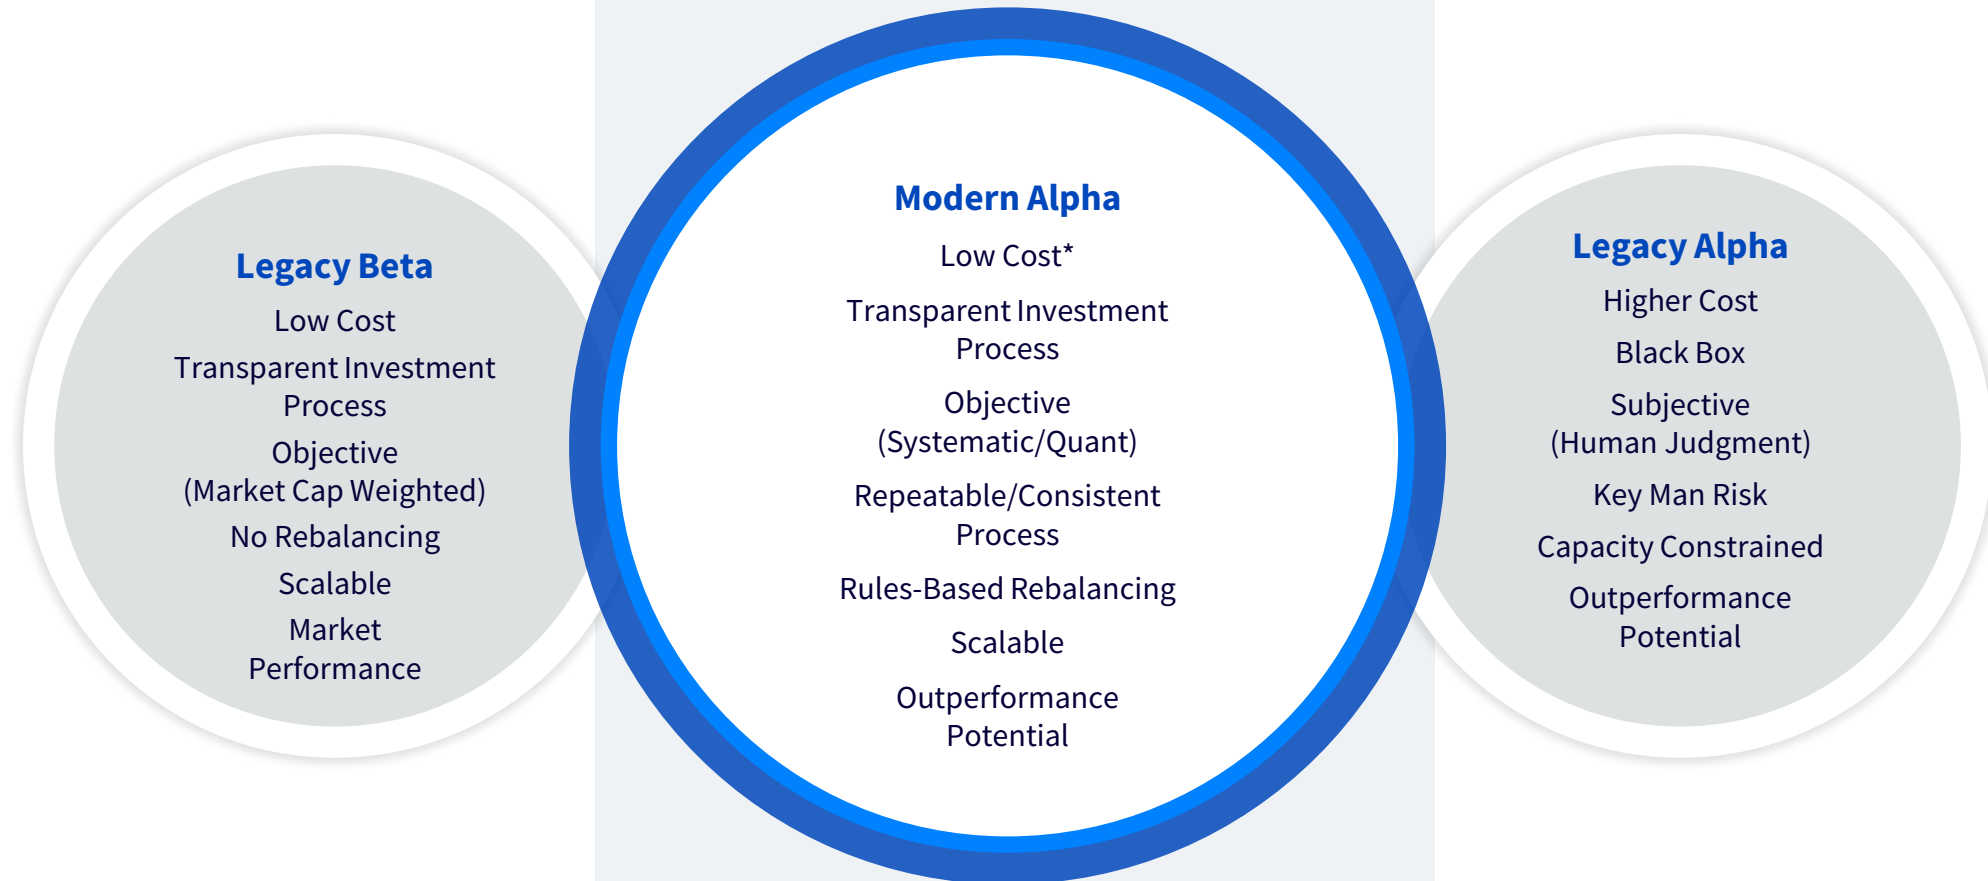 Legacy Beta
Low Cost
Transparent Investment
Process
Objective
(Market Cap Weighted)
No Rebalancing
Scalable
Market
Performance
Modern Alpha
Low Cost*
Transparent Investment
Process
Objective
(Systematic/Quant)
Repeatable/Consistent
Process
Rules-Based Rebalancing
Scalable
Outperformance
Potential
Legacy Alpha
Higher Cost
Black Box
Subjective
(Human Judgment)
Key Man Risk
Capacity Constrained
Outperformance
Potential